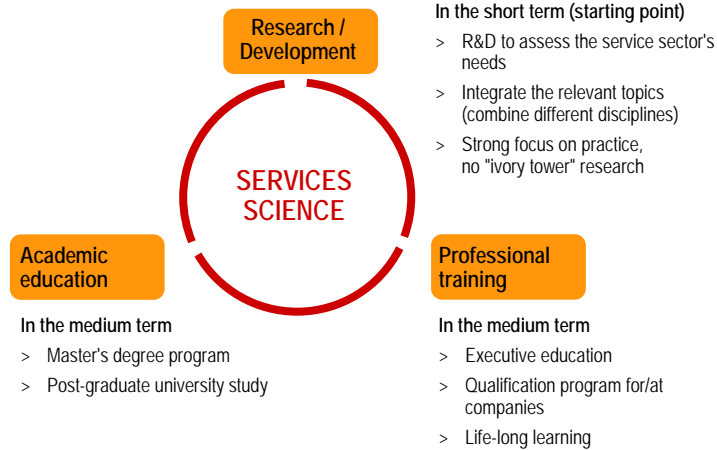 Research /
Development
In the short term (starting point)
> R&D to assess the service sector's
needs
> Integrate the relevant topics
(combine different disciplines)
> Strong focus on practice,
no "ivory tower" research
SERVICES
SCIENCE
Academic
education
In the medium term
> Master's degree program
> Post-graduate university study
Professional
training
In the medium term
> Executive education
> Qualification program for/at
companies
> Life-long learning